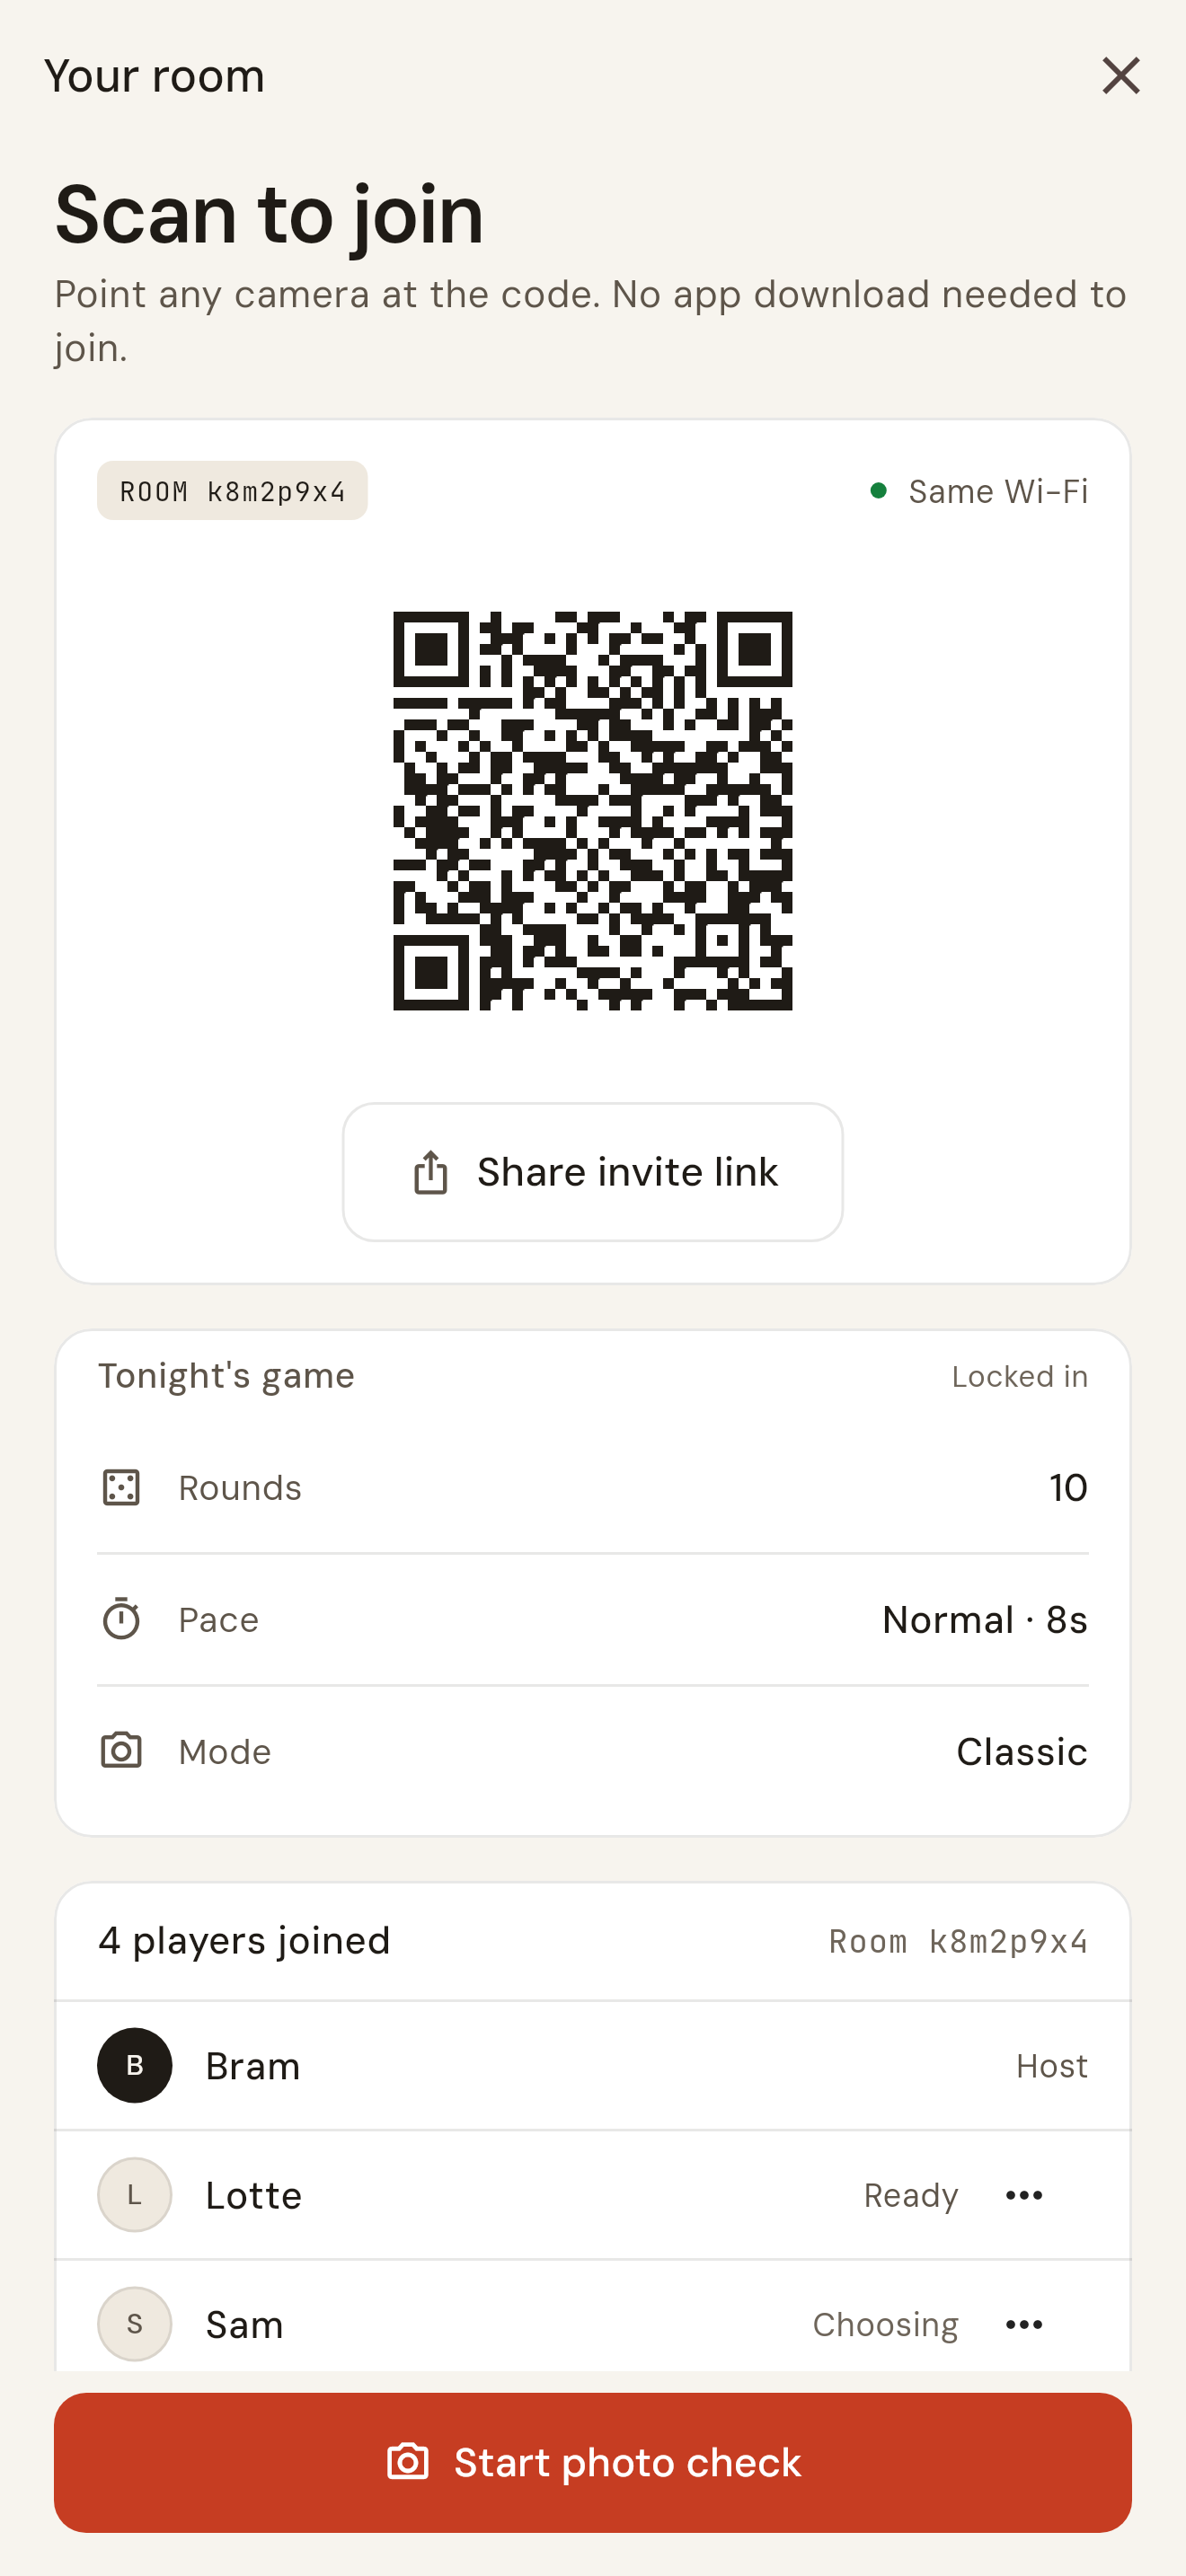 Your room
Scan to join
Point any camera at the code. No app download needed to
join.
ROOM k8m2p9x4
Same Wi-Fi
Share invite link
Tonight's game
Locked in
Rounds
10
Pace
Normal · 8s
Mode
Classic
4 players joined
Room k8m2p9x4
B
Bram
Host
L
Lotte
Ready
S
Sam
Choosing
Start photo check